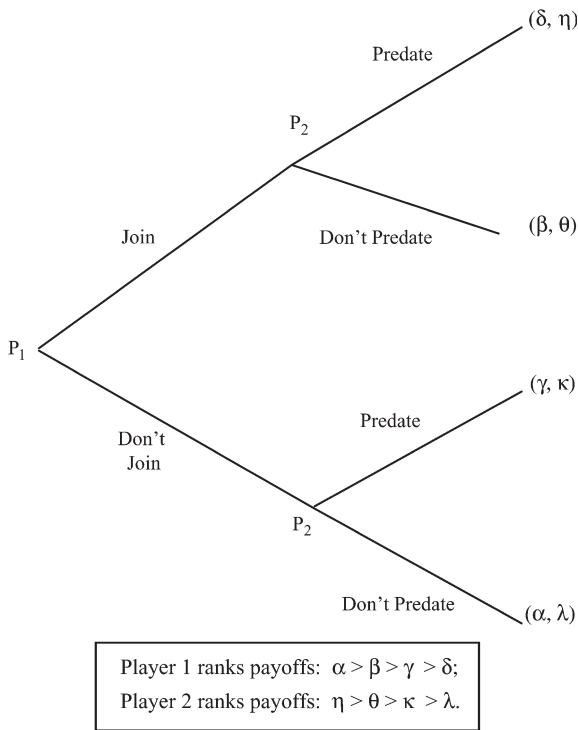 (δ, η)
Predate
P2
Join
Don't Predate
(β, θ)
P1
(γ, κ)
Predate
Don't
Join
P2
Don't Predate
(α, λ)
Player 1 ranks payoffs: α > β > γ > δ;
Player 2 ranks payoffs: η > θ > κ > λ.